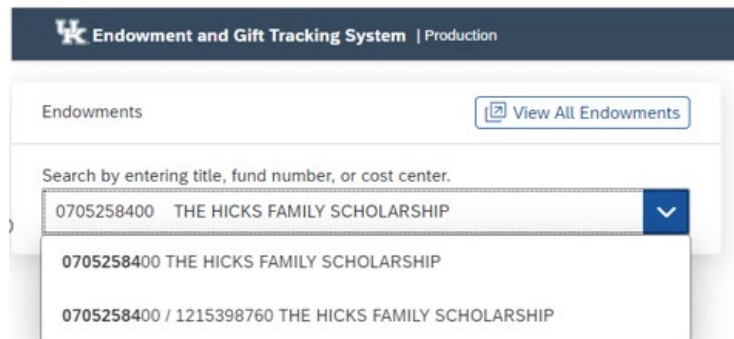 UK Endowment and Gift Tracking System | Production
Endowments
View All Endowments
Search by entering title, fund number, or cost center.
0705258400 THE HICKS FAMILY SCHOLARSHIP
0705258400 THE HICKS FAMILY SCHOLARSHIP
0705258400 / 1215398760 THE HICKS FAMILY SCHOLARSHIP